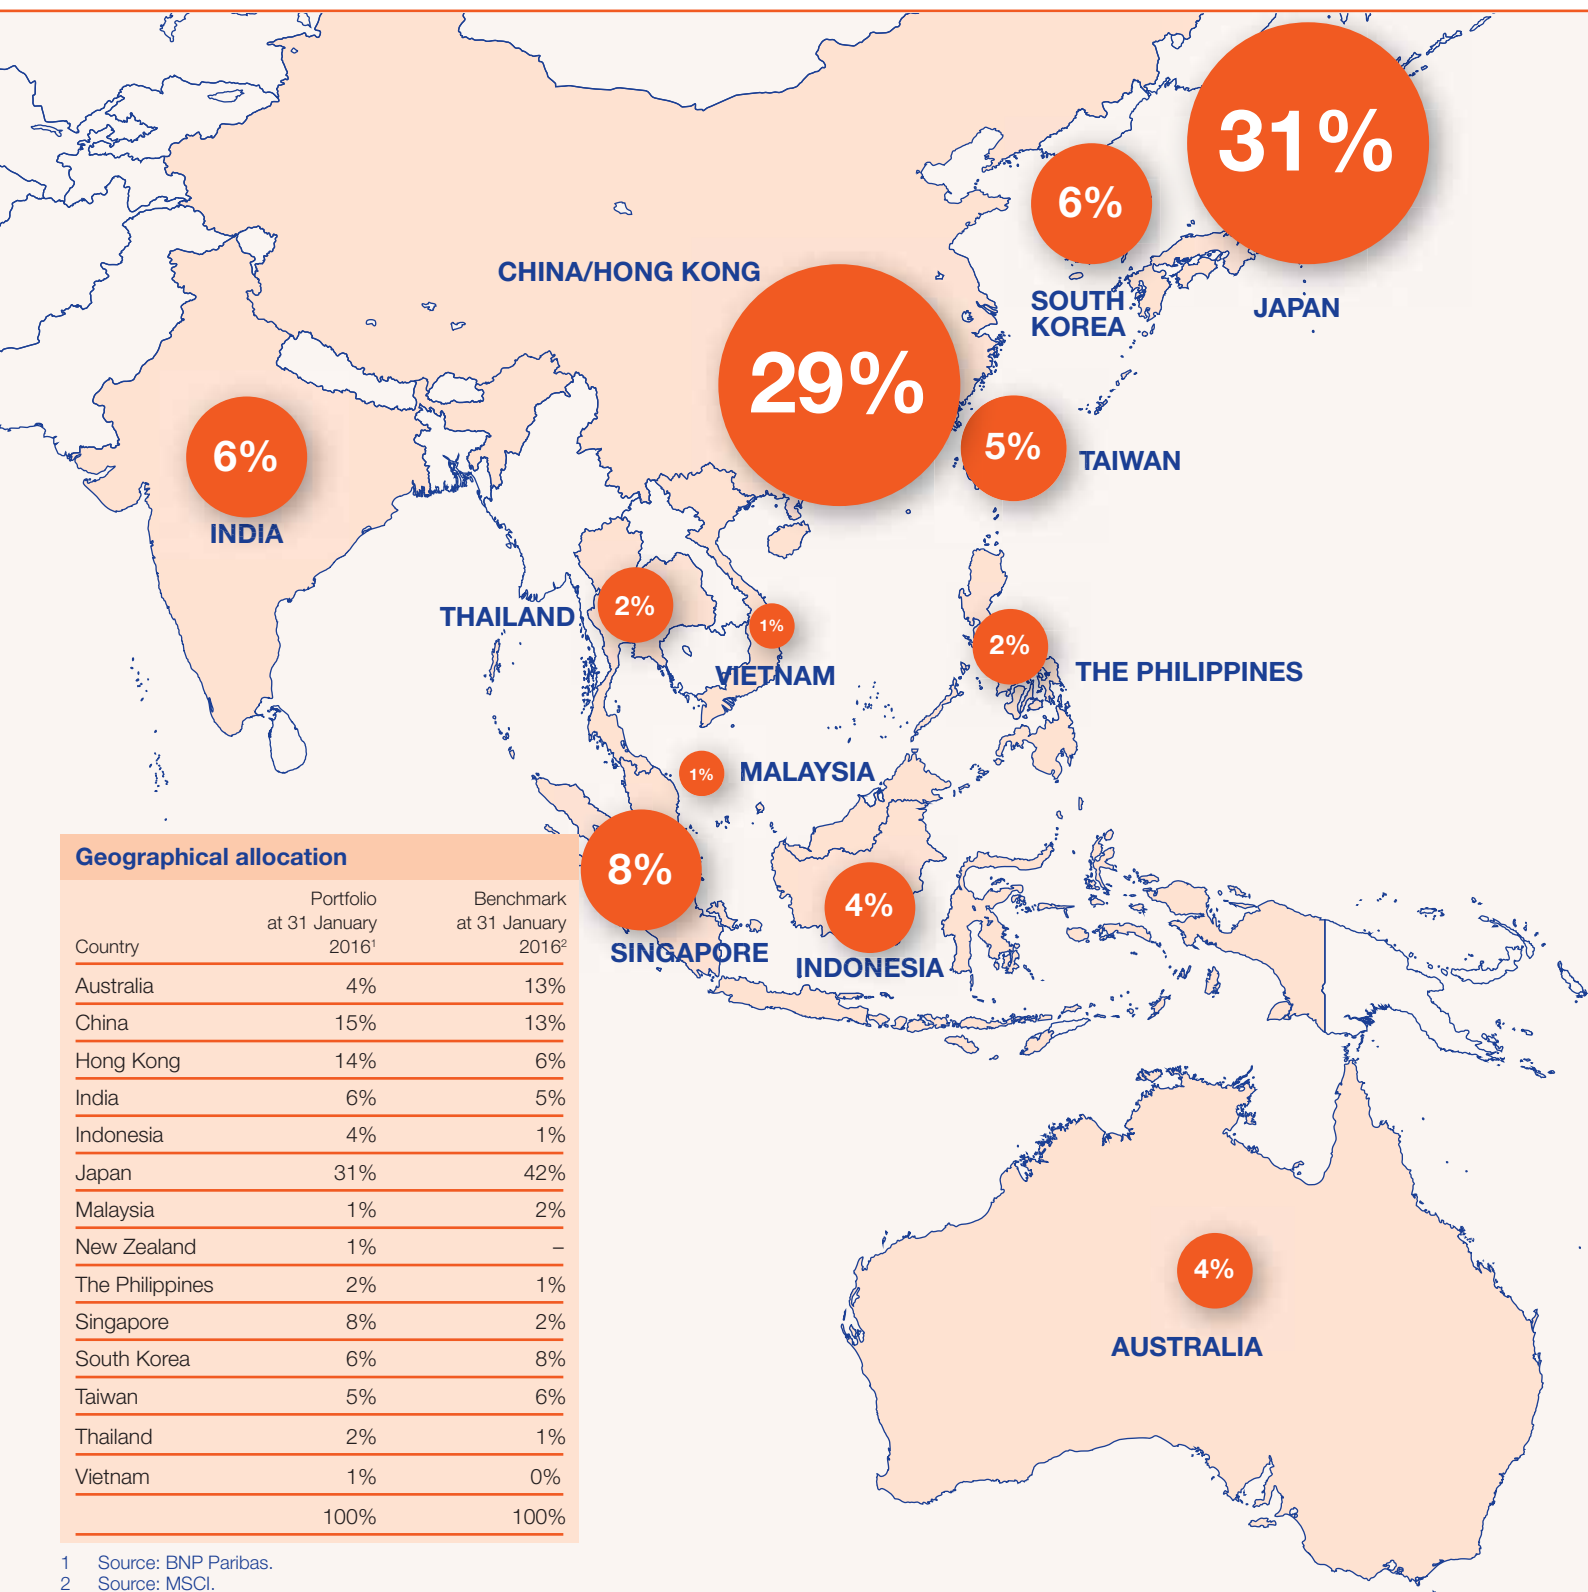 31%
6%
CHINA/HONG KONG
SOUTH
KOREA
JAPAN
29%
6%
5%
TAIWAN
INDIA
2%
THAILAND
1%
2%
VIETNAM
THE PHILIPPINES
1%
MALAYSIA
8%
4%
SINGAPORE
INDONESIA
4%
AUSTRALIA
Geographical allocation
Portfolio Benchmark
at 31 January at 31 January
Country 2016¹ 2016²
Australia 4% 13%
China 15% 13%
Hong Kong 14% 6%
India 6% 5%
Indonesia 4% 1%
Japan 31% 42%
Malaysia 1% 2%
New Zealand 1% –
The Philippines 2% 1%
Singapore 8% 2%
South Korea 6% 8%
Taiwan 5% 6%
Thailand 2% 1%
Vietnam 1% 0%
100% 100%
1 Source: BNP Paribas.
2 Source: MSCI.